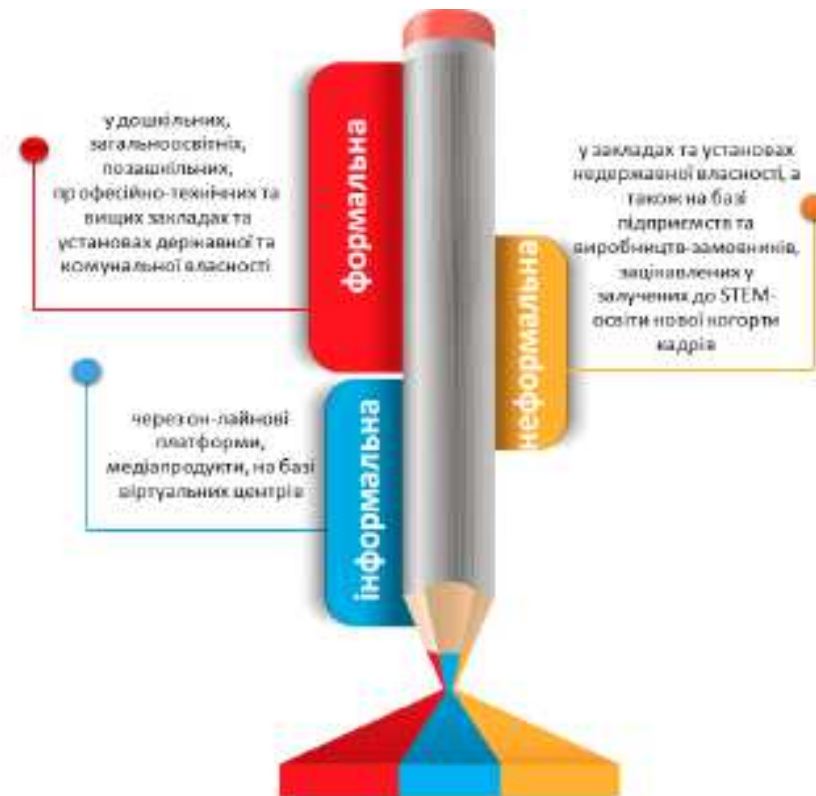 формальна
у дошкільних,
загальноосвітніх,
позашкільних,
професійно-технічних та
вищих закладах та
установах державної та
комунальної власності
неформальна
у закладах та установах
недержавної власності, а
також на базі
підприємств та
виробництв-замовників,
зацікавлених у
залучених до STEM-
освіти нової когорти
кадрів
інформальна
через он-лайнові
платформи,
медіапродукти, на базі
віртуальних центрів